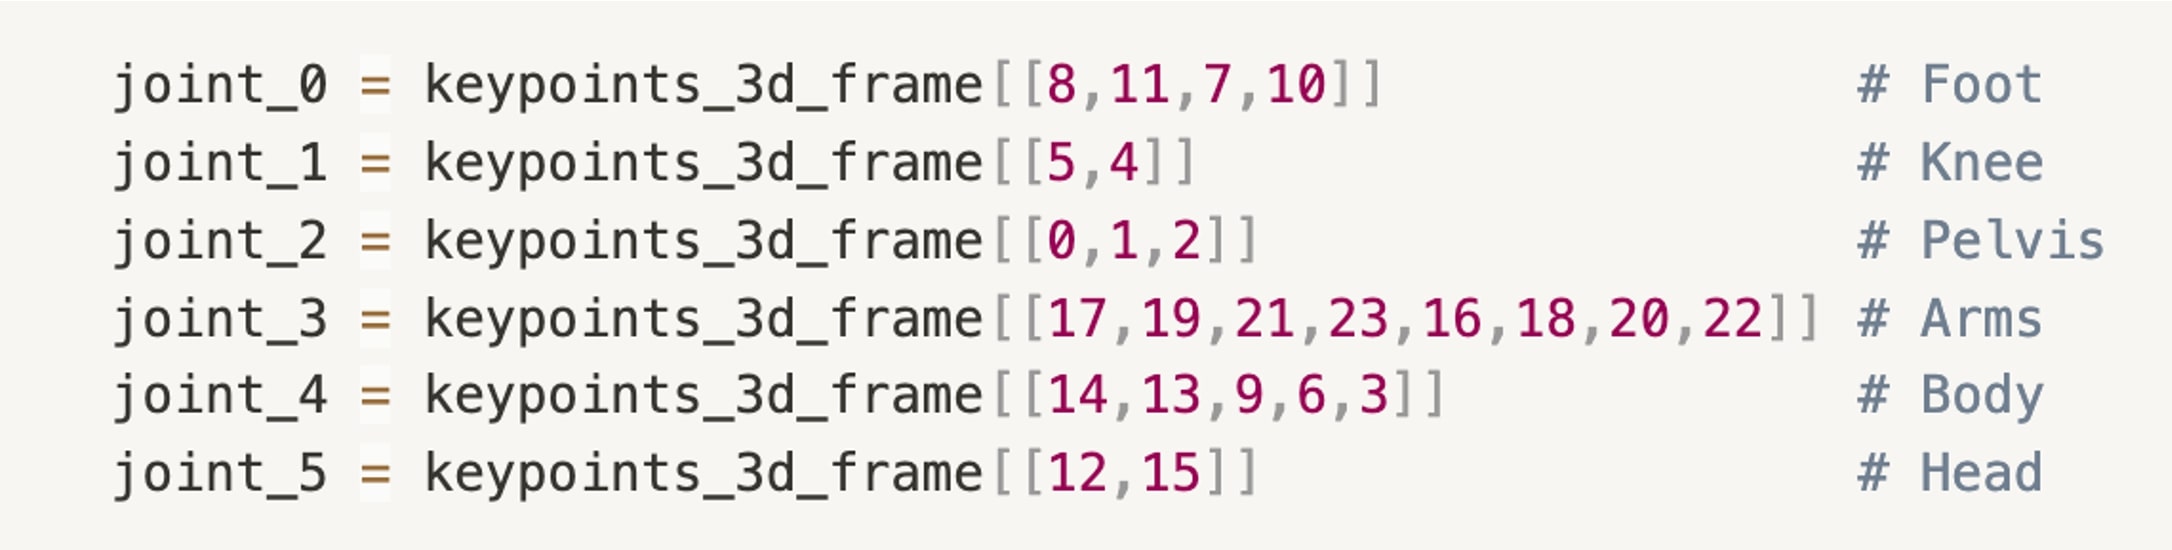 joint_0 = keypoints_3d_frame[[8,11,7,10]] # Foot
joint_1 = keypoints_3d_frame[[5,4]] # Knee
joint_2 = keypoints_3d_frame[[0,1,2]] # Pelvis
joint_3 = keypoints_3d_frame[[17,19,21,23,16,18,20,22]] # Arms
joint_4 = keypoints_3d_frame[[14,13,9,6,3]] # Body
joint_5 = keypoints_3d_frame[[12,15]] # Head